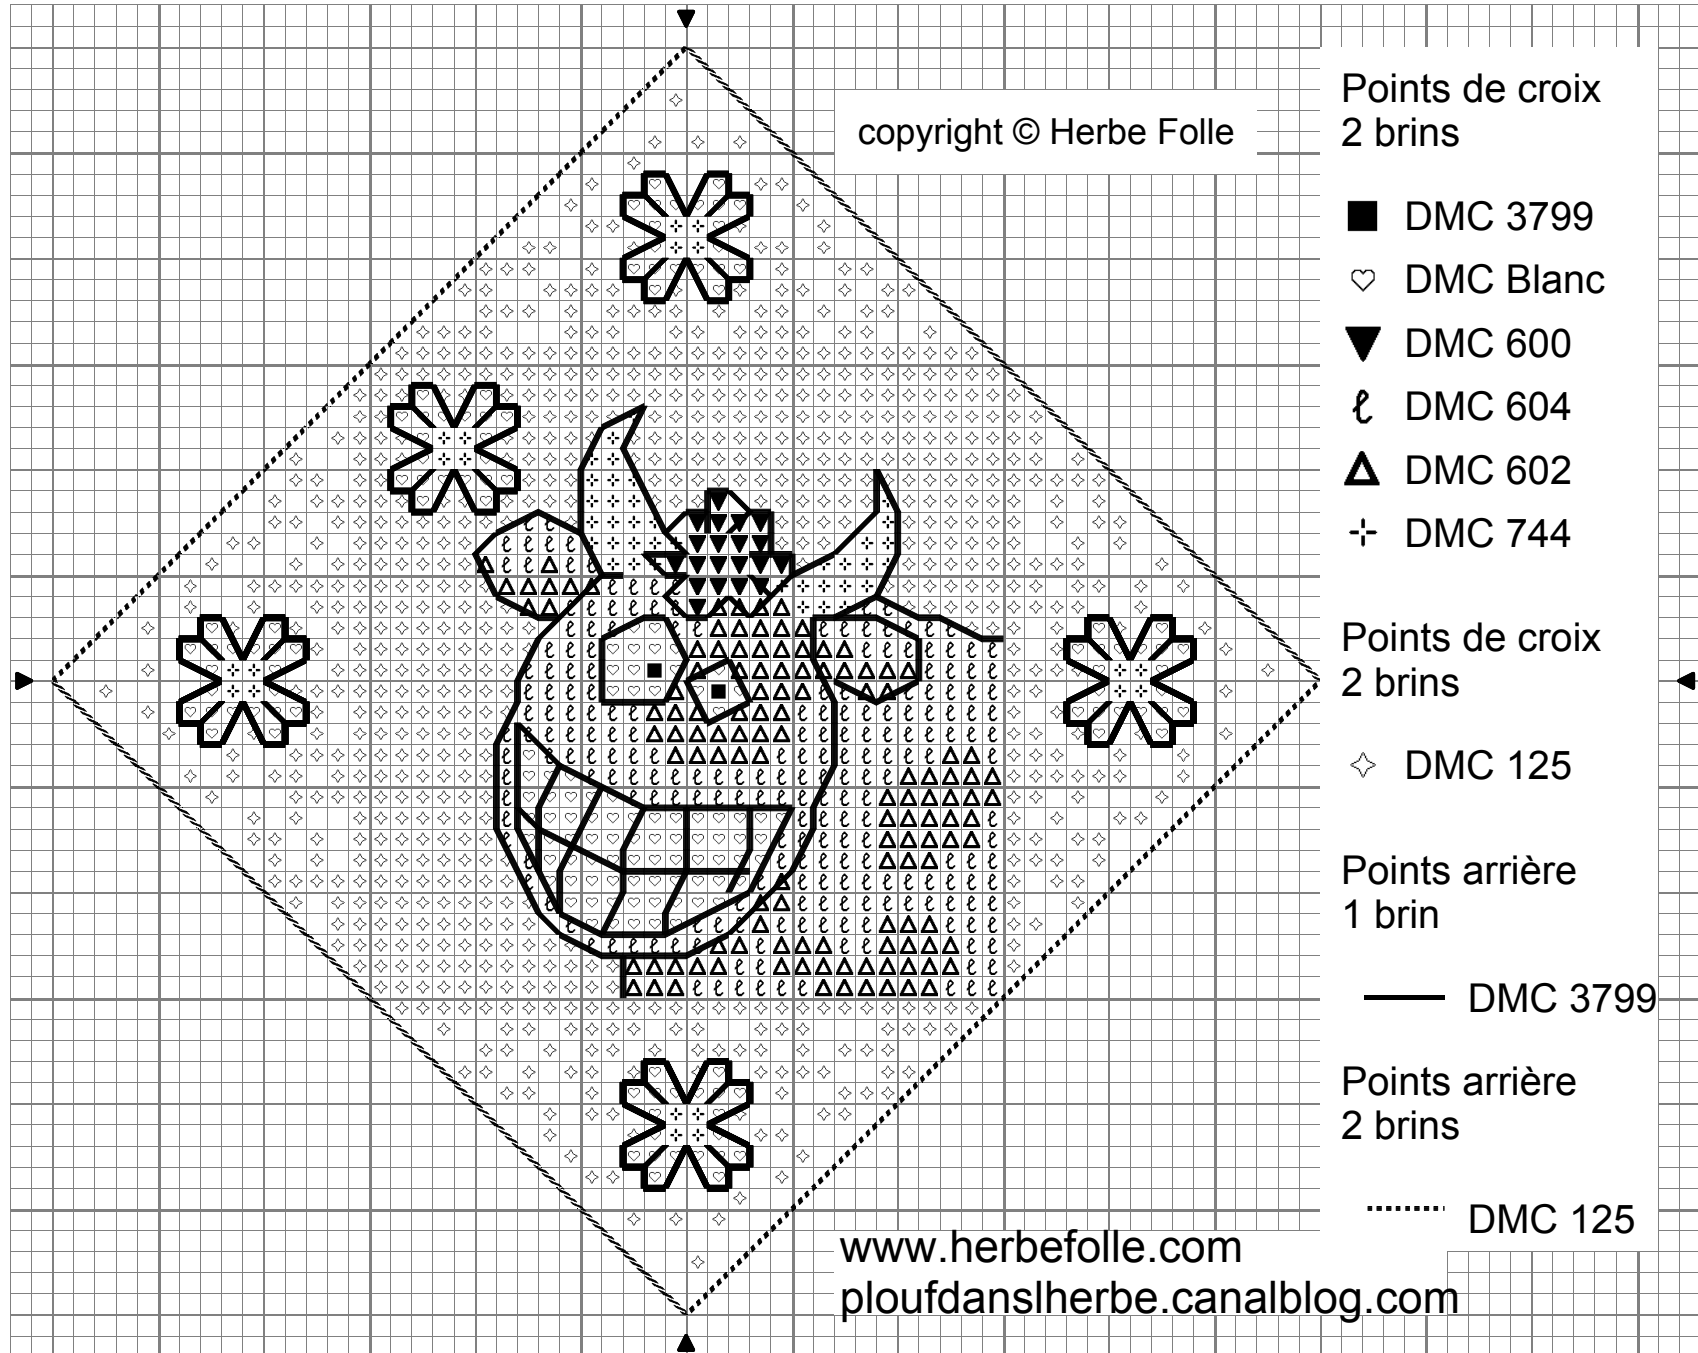 copyright © Herbe Folle
Points de croix
2 brins
DMC 3799
DMC Blanc
DMC 600
DMC 604
DMC 602
DMC 744
Points de croix
2 brins
DMC 125
Points arrière
1 brin
DMC 3799
Points arrière
2 brins
DMC 125
www.herbefolle.com
ploufdanslherbe.canalblog.com